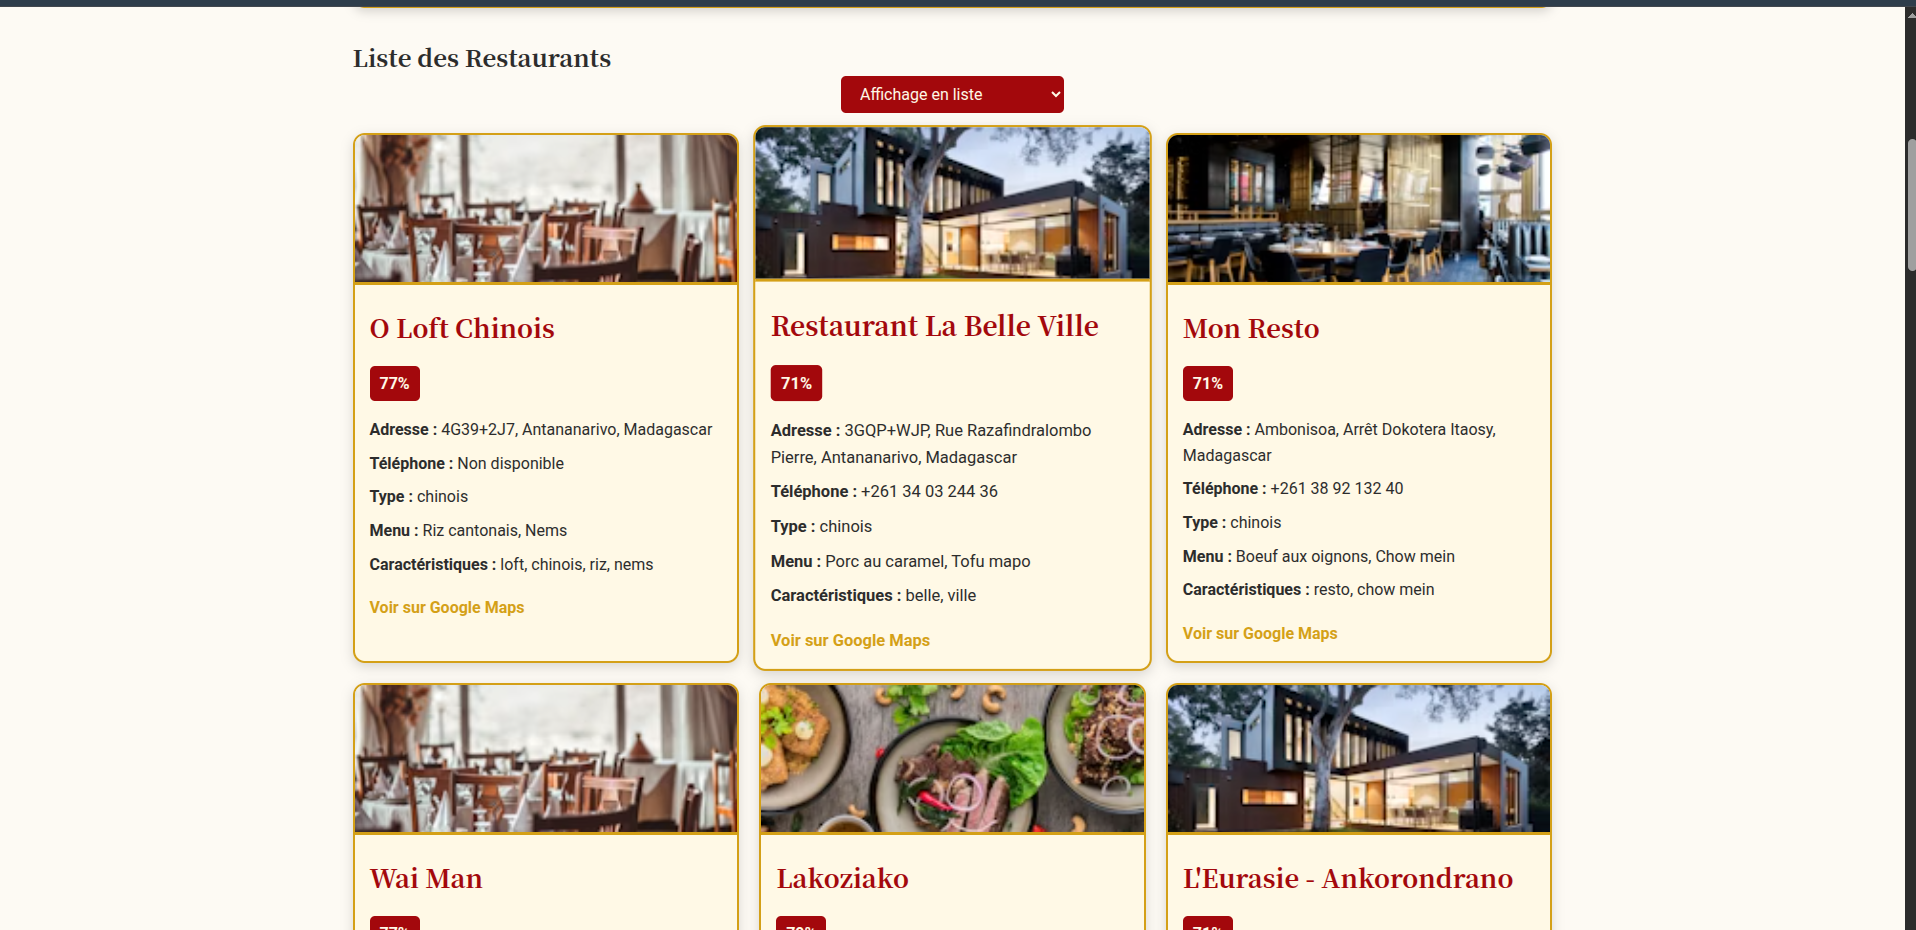 Liste des Restaurants
Affichage en liste
O Loft Chinois
77%
Adresse : 4G39+2J7, Antananarivo, Madagascar
Téléphone : Non disponible
Type : chinois
Menu : Riz cantonais, Nems
Caractéristiques : loft, chinois, riz, nems
Voir sur Google Maps
Restaurant La Belle Ville
71%
Adresse : 3GQP+WJP, Rue Razafindralombo
Pierre, Antananarivo, Madagascar
Téléphone : +261 34 03 244 36
Type : chinois
Menu : Porc au caramel, Tofu mapo
Caractéristiques : belle, ville
Voir sur Google Maps
Mon Resto
71%
Adresse : Ambonisoa, Arrêt Dokotera Itaosy,
Madagascar
Téléphone : +261 38 92 132 40
Type : chinois
Menu : Boeuf aux oignons, Chow mein
Caractéristiques : resto, chow mein
Voir sur Google Maps
Wai Man
Lakoziako
L'Eurasie - Ankorondrano